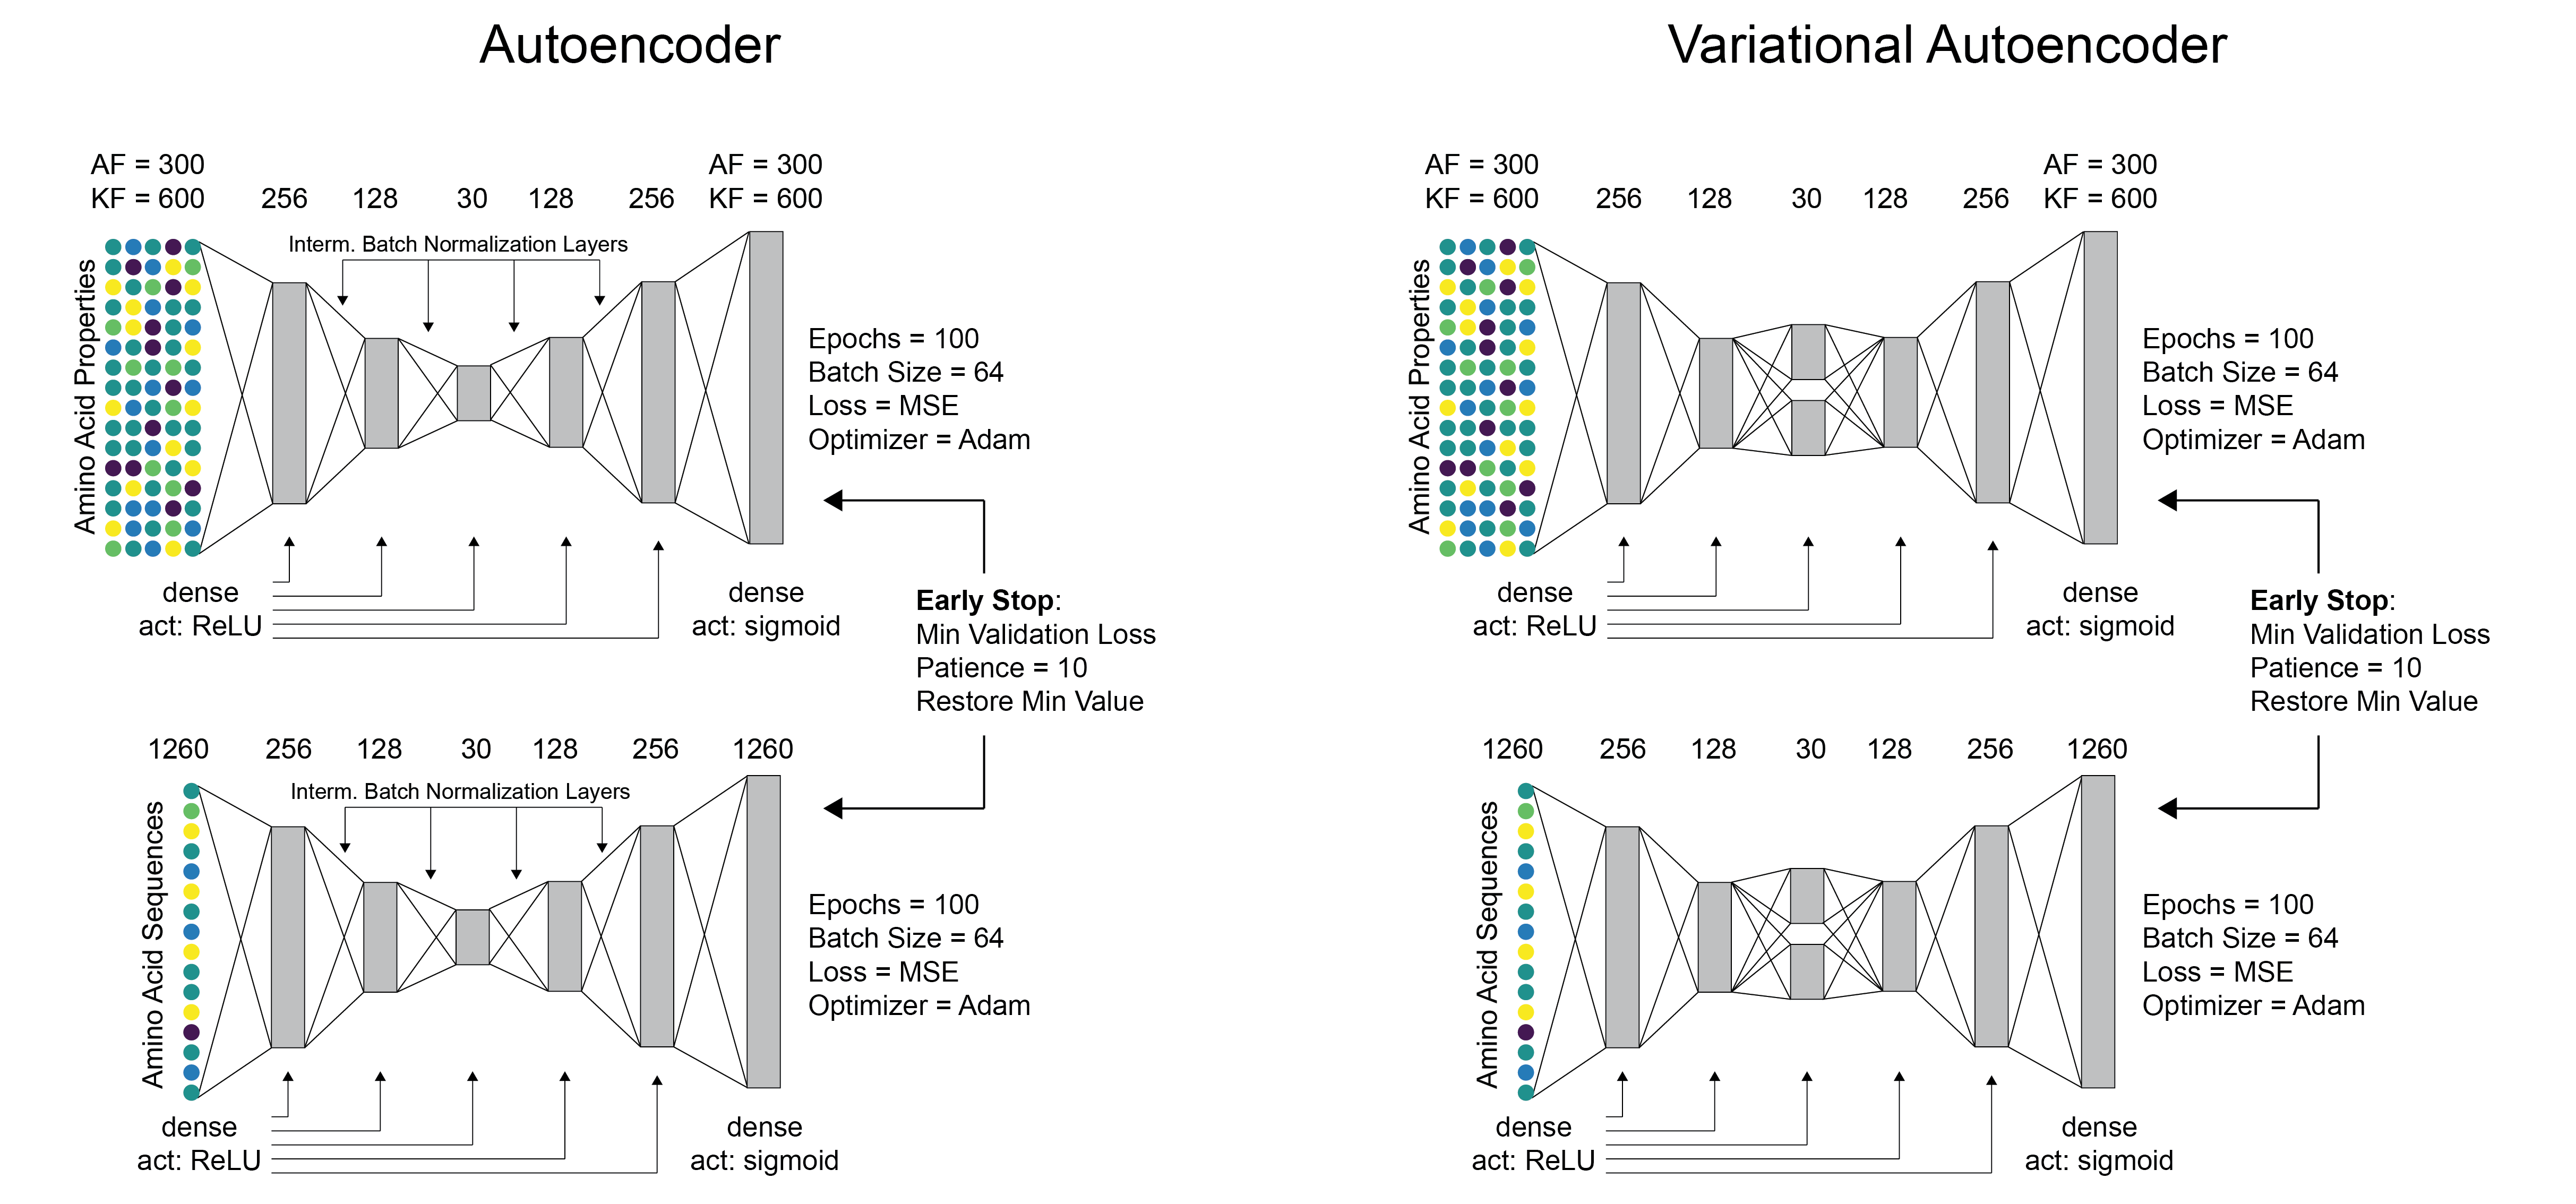 Autoencoder
AF = 300
KF = 600
256
128
30
128
256
AF = 300
KF = 600
Interm. Batch Normalization Layers
Amino Acid Properties
Epochs = 100
Batch Size = 64
Loss = MSE
Optimizer = Adam
dense
act: ReLU
dense
act: sigmoid
Early Stop:
Min Validation Loss
Patience = 10
Restore Min Value
1260
256
128
30
128
256
1260
Interm. Batch Normalization Layers
Amino Acid Sequences
Epochs = 100
Batch Size = 64
Loss = MSE
Optimizer = Adam
dense
act: ReLU
dense
act: sigmoid
Variational Autoencoder
AF = 300
KF = 600
256
128
30
128
256
AF = 300
KF = 600
Amino Acid Properties
Epochs = 100
Batch Size = 64
Loss = MSE
Optimizer = Adam
dense
act: ReLU
dense
act: sigmoid
Early Stop:
Min Validation Loss
Patience = 10
Restore Min Value
1260
256
128
30
128
256
1260
Amino Acid Sequences
Epochs = 100
Batch Size = 64
Loss = MSE
Optimizer = Adam
dense
act: ReLU
dense
act: sigmoid